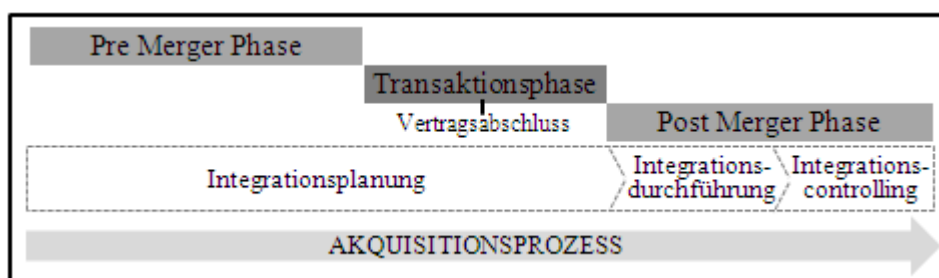 Pre Merger Phase
Transaktionsphase
Vertragsabschluss
Post Merger Phase
Integrationsplanung
Integrations-
durchführung
Integrations-
controlling
AKQUISITIONSPROZESS